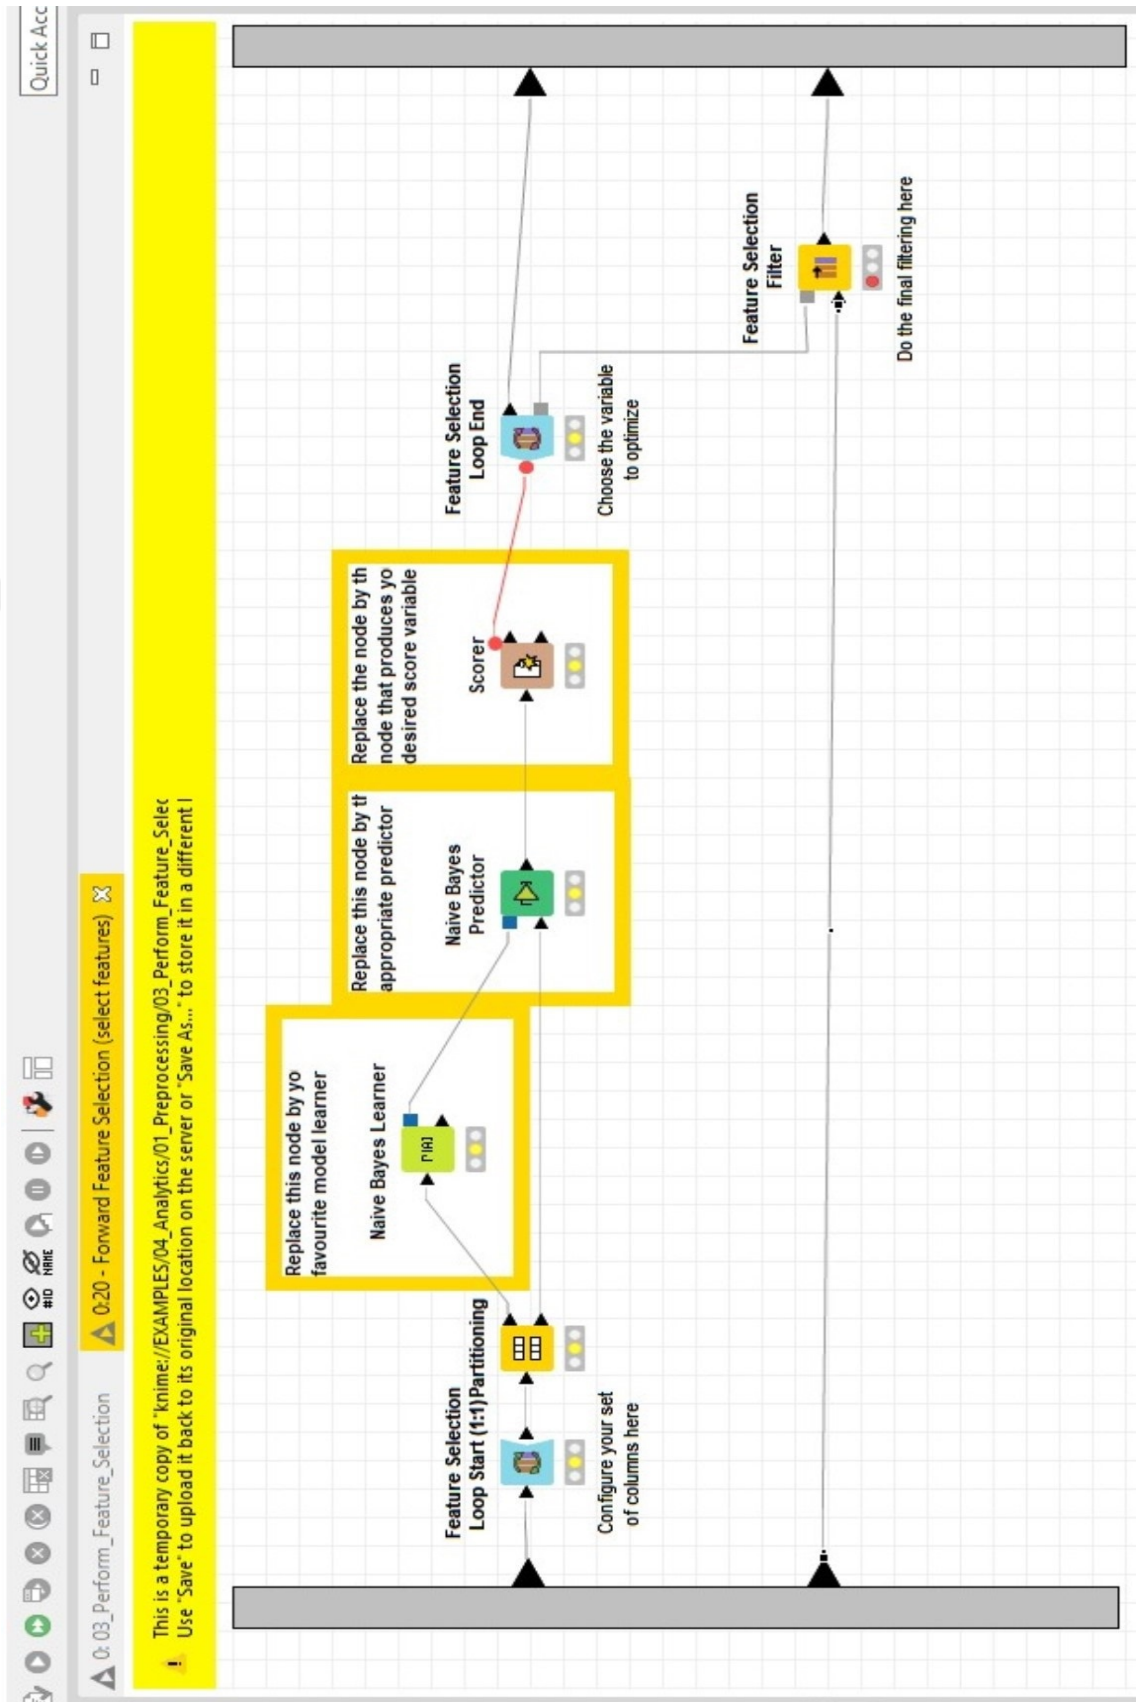 Quick Acc
#ID
NAME
0: 03_Perform_Feature_Selection
0:20 - Forward Feature Selection (select features)
This is a temporary copy of "knime://EXAMPLES/04_Analytics/01_Preprocessing/03_Perform_Feature_Selec
Use "Save" to upload it back to its original location on the server or "Save As..." to store it in a different l
Feature Selection
Loop Start (1:1)
Configure your set
of columns here
Partitioning
Replace this node by yo
favourite model learner
Naive Bayes Learner
Replace this node by th
appropriate predictor
Naive Bayes
Predictor
Replace the node by th
node that produces yo
desired score variable
Scorer
Feature Selection
Loop End
Choose the variable
to optimize
Feature Selection
Filter
Do the final filtering here